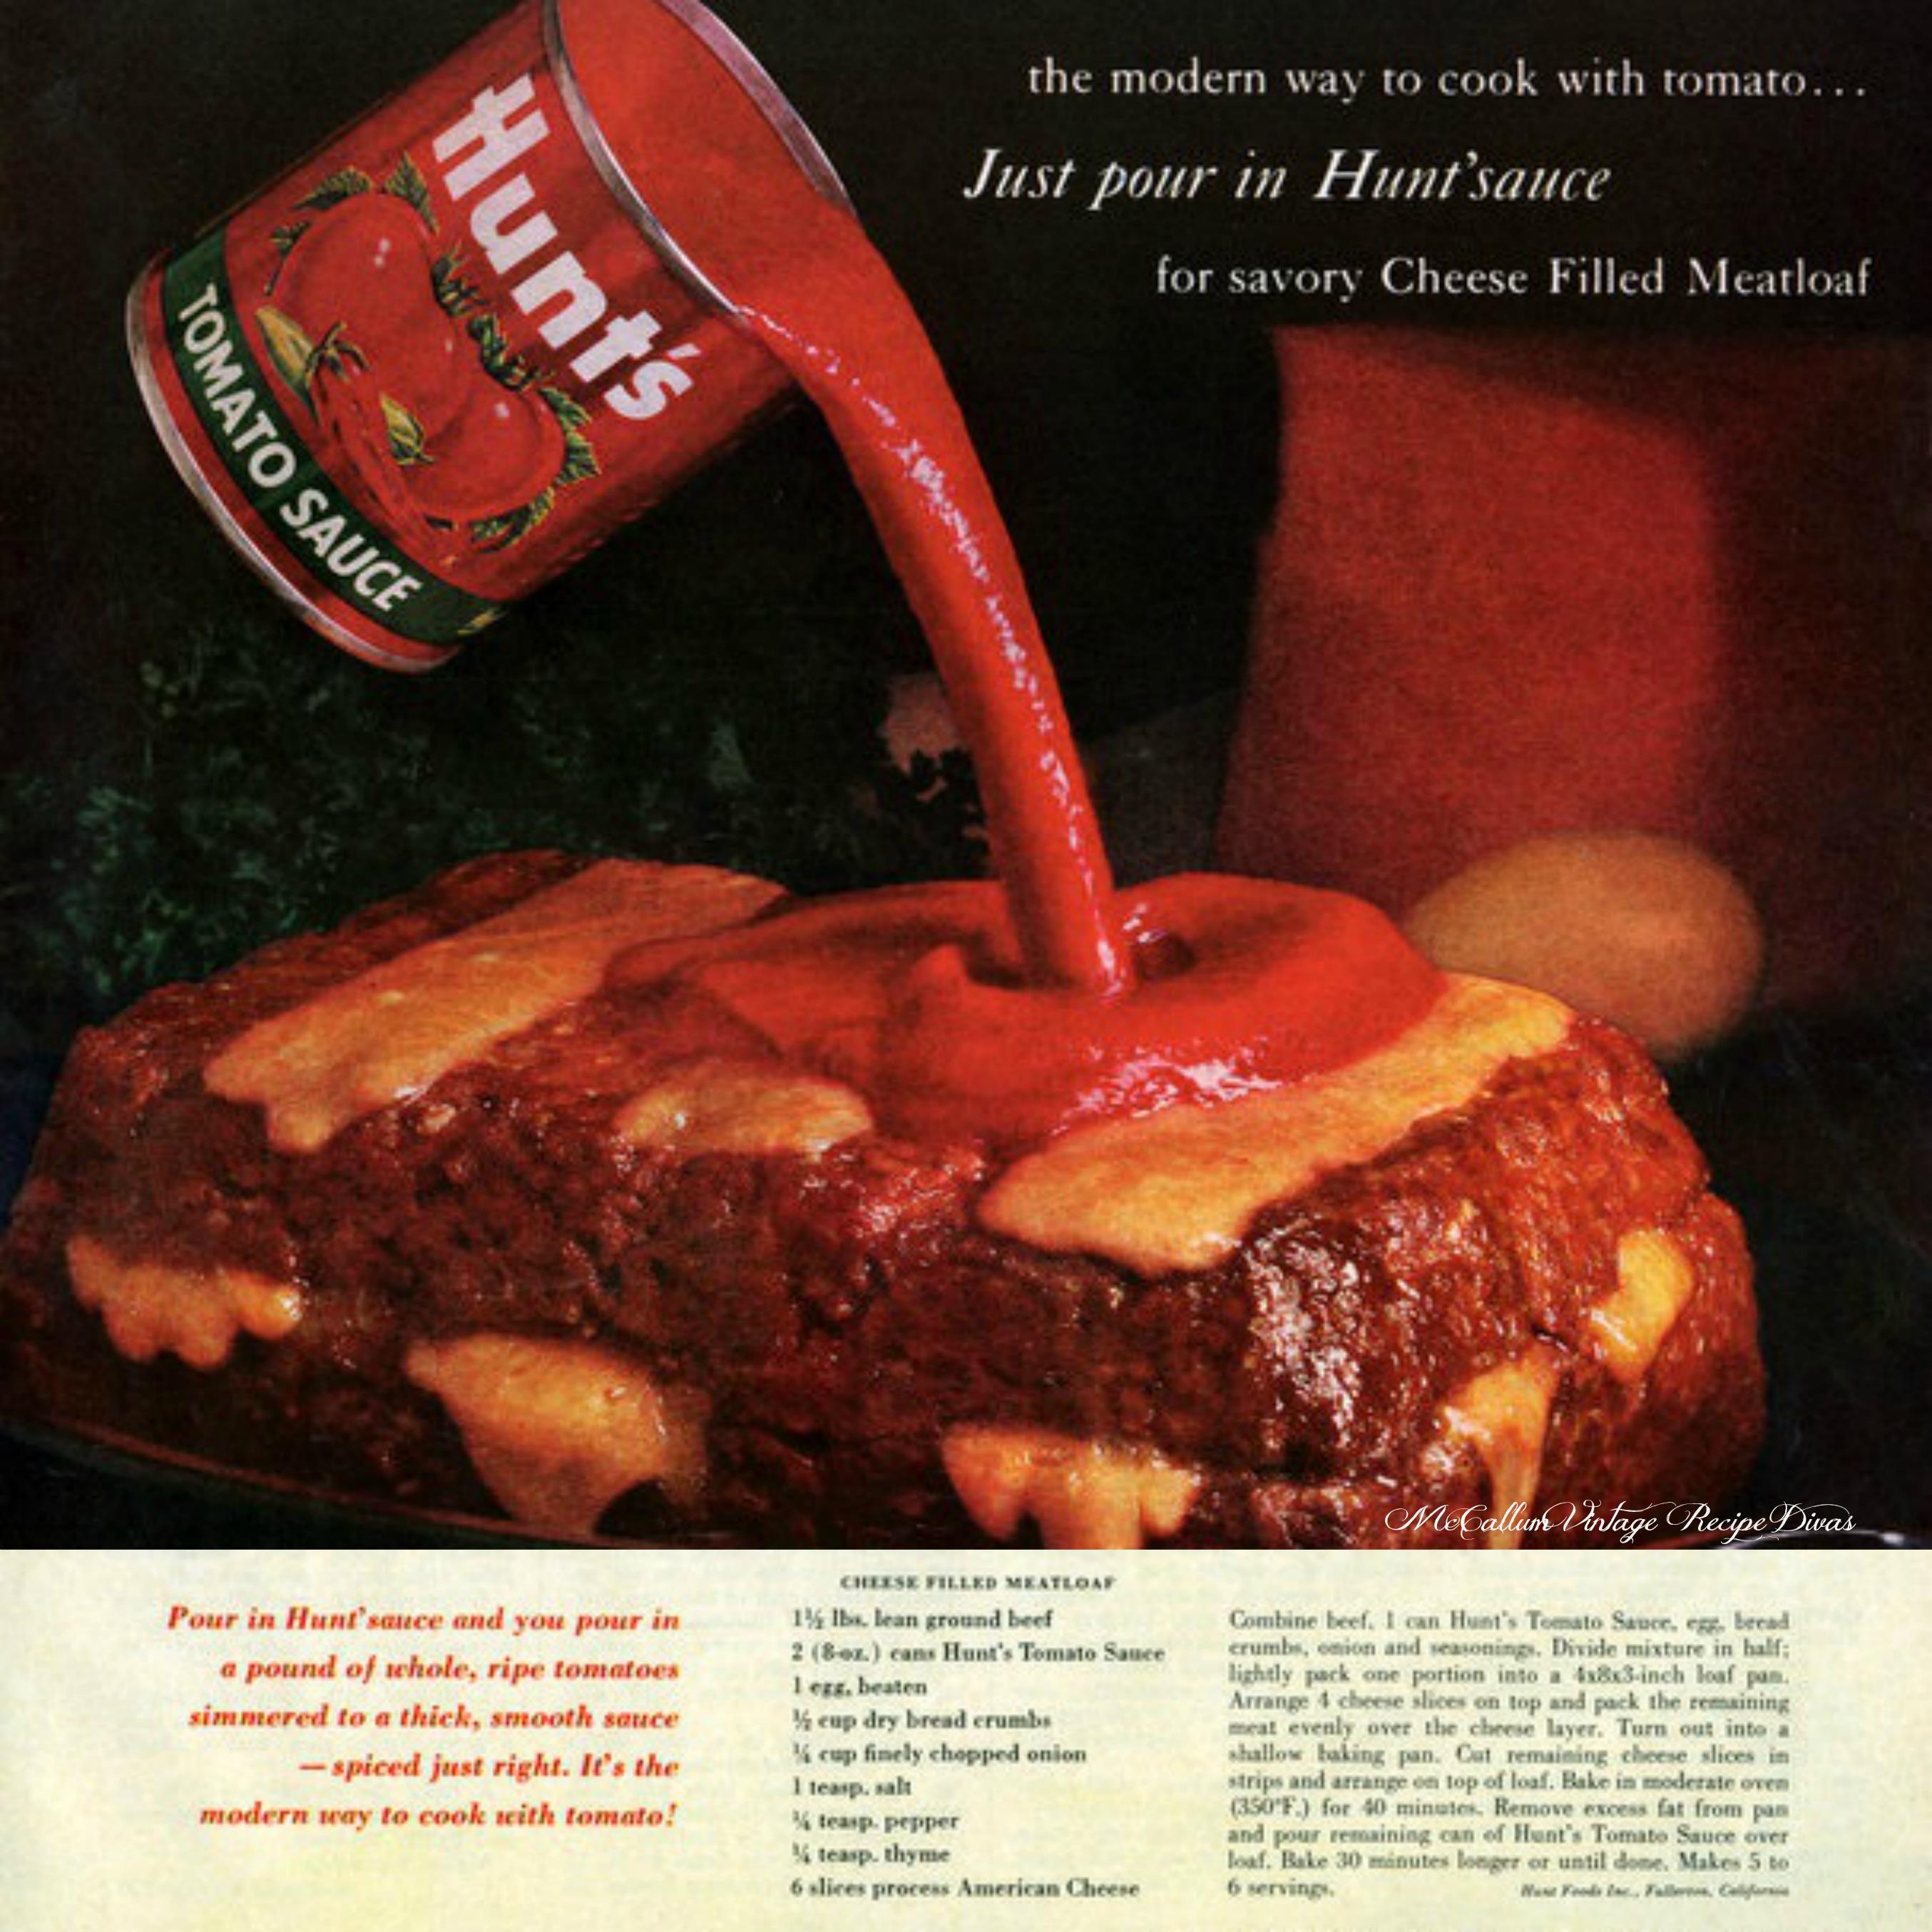 Hunt's
TOMATO SAUCE
the modern way to cook with tomato...
Just pour in Hunt'sauce
for savory Cheese Filled Meatloaf
McCallum Vintage Recipe Divas
Pour in Hunt'sauce and you pour in
a pound of whole, ripe tomatoes
simmered to a thick, smooth sauce
—spiced just right. It's the
modern way to cook with tomato!
CHEESE FILLED MEATLOAF
1½ lbs. lean ground beef
2 (8-oz.) cans Hunt's Tomato Sauce
1 egg, beaten
½ cup dry bread crumbs
¼ cup finely chopped onion
1 teasp. salt
¼ teasp. pepper
¼ teasp. thyme
6 slices process American Cheese
Combine beef, 1 can Hunt's Tomato Sauce, egg, bread
crumbs, onion and seasonings. Divide mixture in half;
lightly pack one portion into a 4x8x3-inch loaf pan.
Arrange 4 cheese slices on top and pack the remaining
meat evenly over the cheese layer. Turn out into a
shallow baking pan. Cut remaining cheese slices in
strips and arrange on top of loaf. Bake in moderate oven
(350°F.) for 40 minutes. Remove excess fat from pan
and pour remaining can of Hunt's Tomato Sauce over
loaf. Bake 30 minutes longer or until done. Makes 5 to
6 servings.
Hunt Foods Inc., Fullerton, California